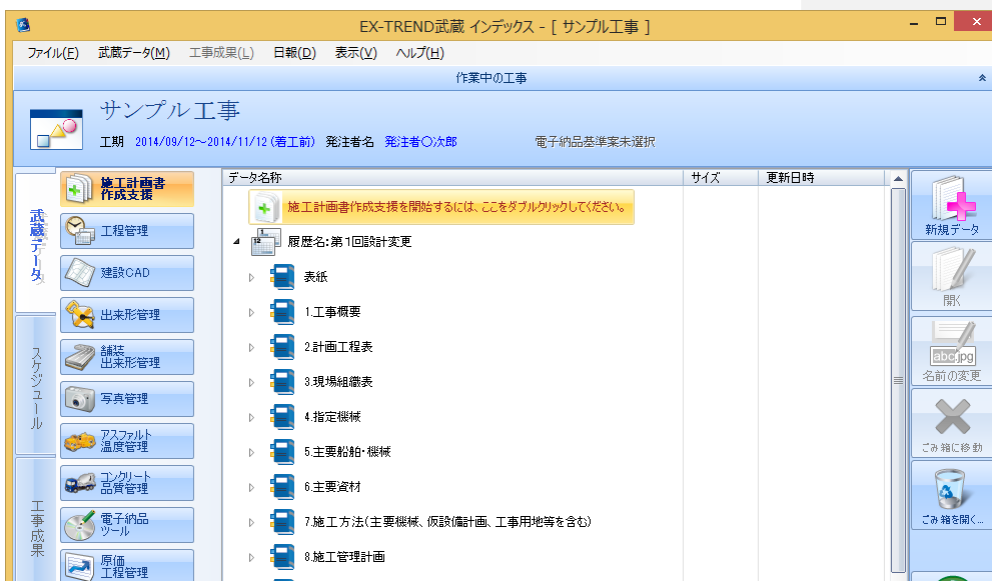 EX-TREND武蔵 インデックス - [ サンプル工事 ]
ファイル(F) 武蔵データ(M) 工事成果(L) 日報(D) 表示(V) ヘルプ(H)
作業中の工事
サンプル工事
工期 2014/09/12～2014/11/12(着工前) 発注者名 発注者〇次郎 電子納品基準案未選択
武蔵データ
スケジュール
工事成果
施工計画書
作成支援
工程管理
建設CAD
出来形管理
舗装
出来形管理
写真管理
アスファルト
温度管理
コンクリート
品質管理
電子納品
ツール
原価
工程管理
データ名称 サイズ 更新日時
施工計画書作成支援を開始するには、ここをダブルクリックしてください。
履歴名:第1回設計変更
表紙
1.工事概要
2.計画工程表
3.現場組織表
4.指定機械
5.主要船舶・機械
6.主要資材
7.施工方法(主要機械、仮設備計画、工事用地等を含む)
8.施工管理計画
新規データ
開く
abc.jpg
名前の変更
ごみ箱に移動
ごみ箱を開く...